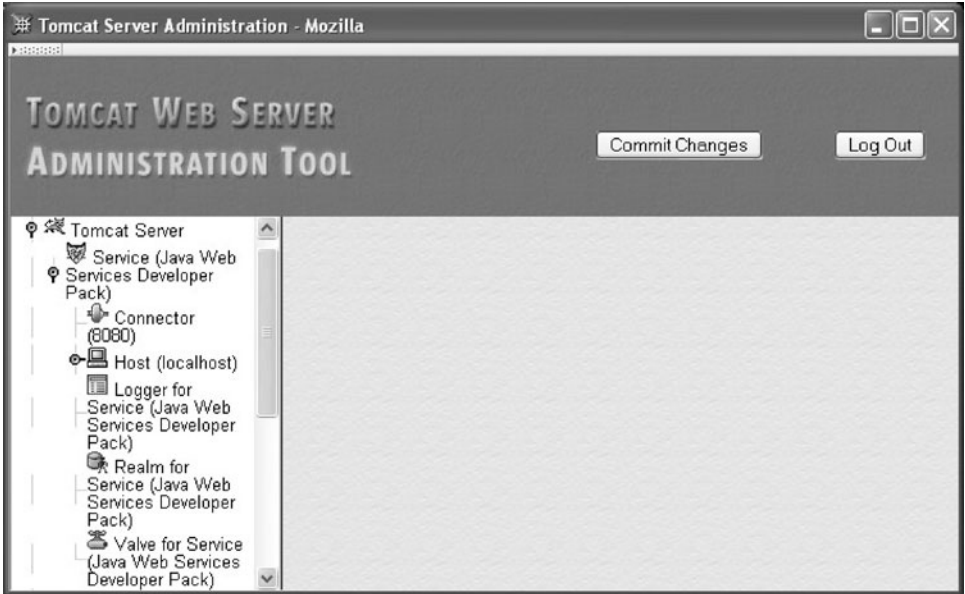 Tomcat Server Administration - Mozilla
TOMCAT WEB SERVER
ADMINISTRATION TOOL
Commit Changes
Log Out
Tomcat Server
Service (Java Web
Services Developer
Pack)
Connector
(8080)
Host (localhost)
Logger for
Service (Java Web
Services Developer
Pack)
Realm for
Service (Java Web
Services Developer
Pack)
Valve for Service
(Java Web Services
Developer Pack)